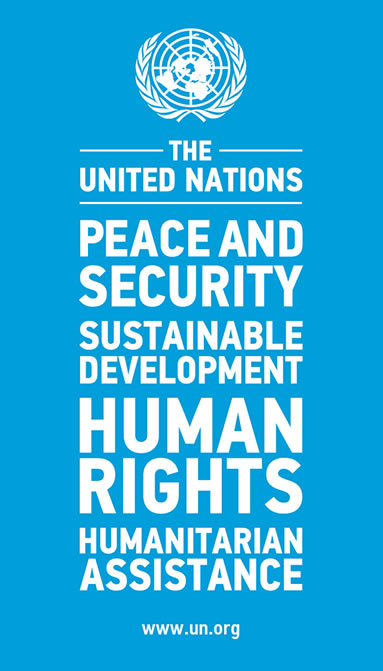 THE
UNITED NATIONS
PEACE AND
SECURITY
SUSTAINABLE
DEVELOPMENT
HUMAN
RIGHTS
HUMANITARIAN
ASSISTANCE
www.un.org